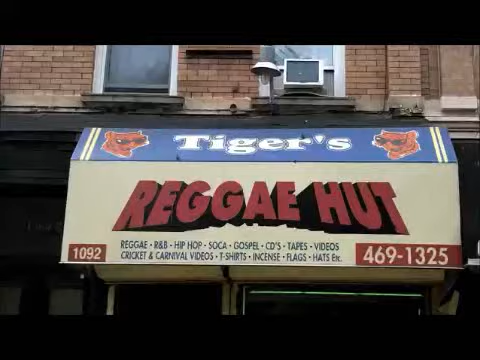 Tiger's
REGGAE HUT
REGGAE • R&B • HIP HOP • SOCA • GOSPEL • CD'S • TAPES • VIDEOS
CRICKET & CARNIVAL VIDEOS • T-SHIRTS • INCENSE • FLAGS • HATS Etc.
1092
469-1325